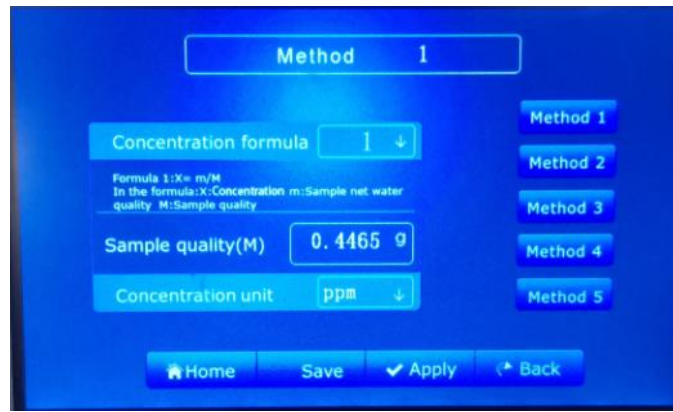 Method 1
Method 1
Concentration formula 1 ↓
Method 2
Formula 1:X= m/M
In the formula:X:Concentration m:Sample net water
quality M:Sample quality
Method 3
Sample quality(M) 0.4465 g
Method 4
Concentration unit ppm ↓
Method 5
Home Save Apply Back